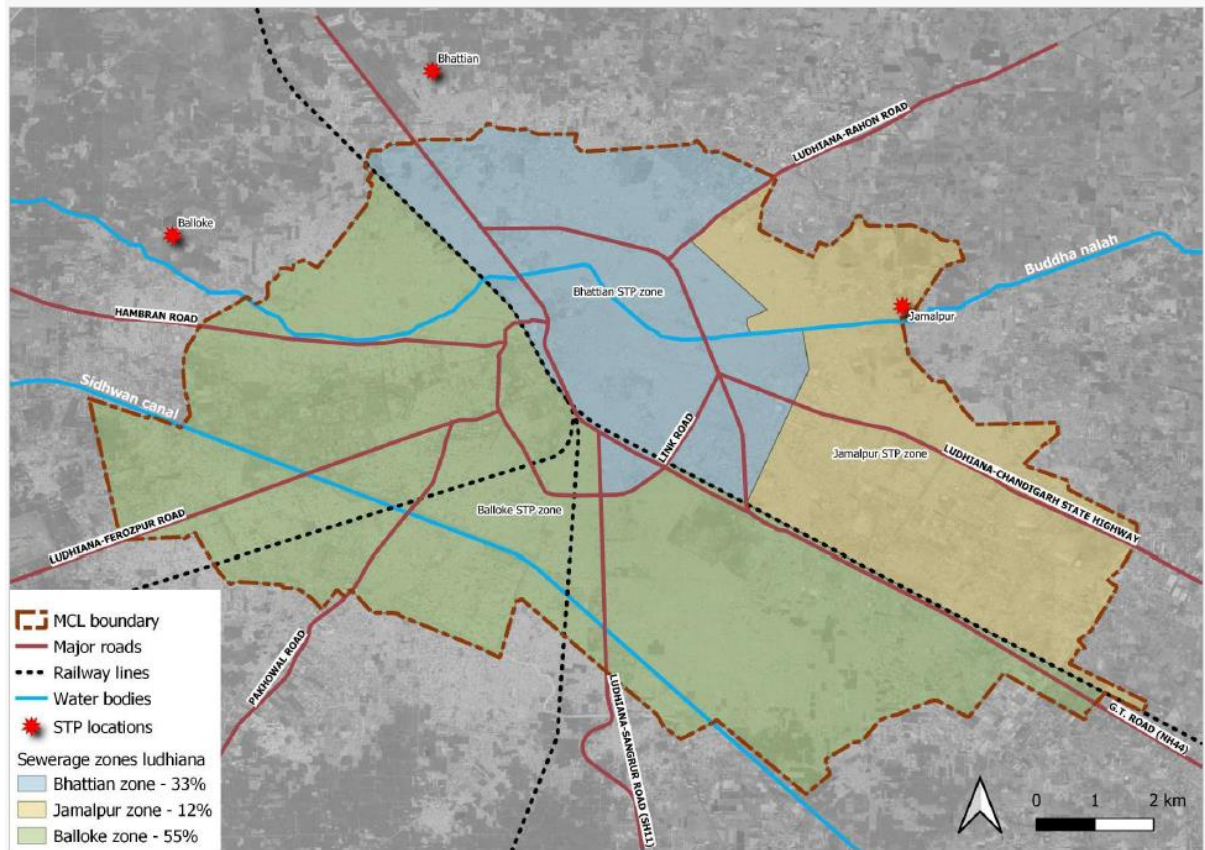 Bhattian
LUDHIANA-RAHON ROAD
Balloke
Buddha nalah
Bhattian STP zone
Jamalpur
HAMBRAN ROAD
Sidhwan canal
LINK ROAD
Jamalpur STP zone
LUDHIANA-CHANDIGARH STATE HIGHWAY
Balloke STP zone
LUDHIANA-FEROZPUR ROAD
PAKHOWAL ROAD
LUDHIANA-SANGRUR ROAD (SH11)
G.T. ROAD (NH44)
MCL boundary
Major roads
Railway lines
Water bodies
STP locations
Sewerage zones ludhiana
Bhattian zone - 33%
Jamalpur zone - 12%
Balloke zone - 55%
0 1 2 km